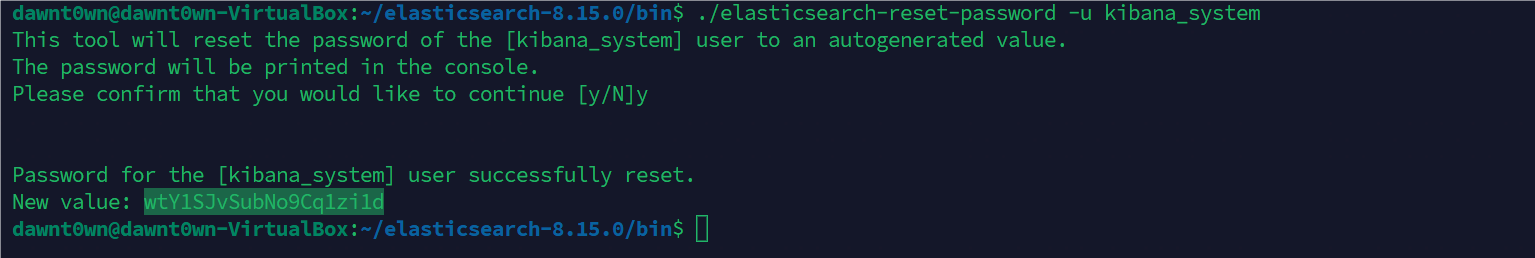 dawnt0wn@dawnt0wn-VirtualBox:~/elasticsearch-8.15.0/bin$ ./elasticsearch-reset-password -u kibana_system
This tool will reset the password of the [kibana_system] user to an autogenerated value.
The password will be printed in the console.
Please confirm that you would like to continue [y/N]y
Password for the [kibana_system] user successfully reset.
New value: wtY1SJvSubNo9Cq1zi1d
dawnt0wn@dawnt0wn-VirtualBox:~/elasticsearch-8.15.0/bin$